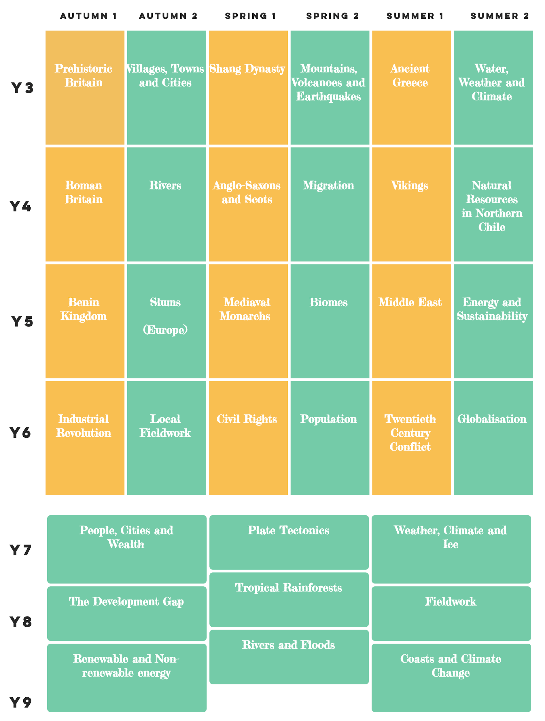 AUTUMN 1 AUTUMN 2 SPRING 1 SPRING 2 SUMMER 1 SUMMER 2
Y3
Prehistoric
Britain
Villages, Towns
and Cities
Shang Dynasty
Mountains,
Volcanoes and
Earthquakes
Ancient
Greece
Water,
Weather and
Climate
Y4
Roman
Britain
Rivers
Anglo-Saxons
and Scots
Migration
Vikings
Natural
Resources
in Northern
Chile
Y5
Benin
Kingdom
Slums
(Europe)
Mediaval
Monarchs
Biomes
Middle East
Energy and
Sustainability
Y6
Industrial
Revolution
Local
Fieldwork
Civil Rights
Population
Twentieth
Century
Conflict
Globalisation
Y7
People, Cities and
Wealth
Plate Tectonics
Weather, Climate and
Ice
Y8
The Development Gap
Tropical Rainforests
Fieldwork
Y9
Renewable and Non-
renewable energy
Rivers and Floods
Coasts and Climate
Change